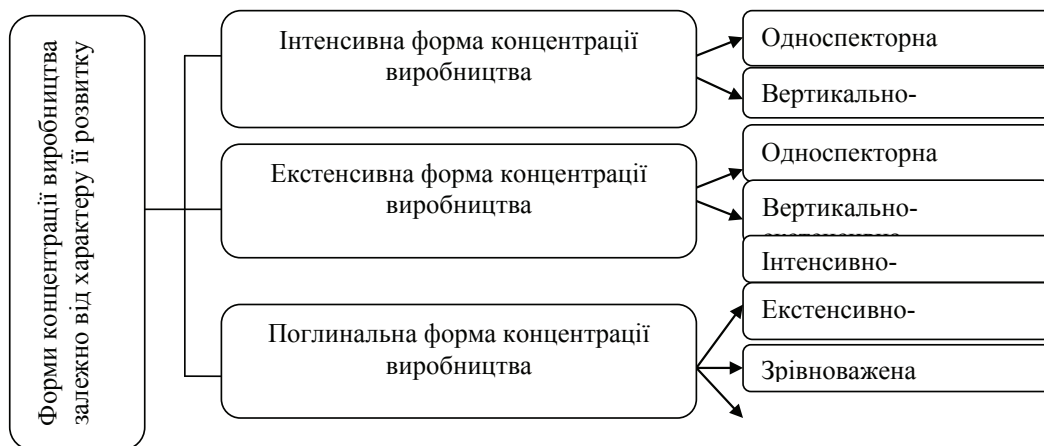 Форми концентрації виробництва
залежно від характеру її розвитку
Інтенсивна форма концентрації
виробництва
Односпекторна
Вертикально-
Екстенсивна форма концентрації
виробництва
Односпекторна
Вертикально-
Поглинальна форма концентрації
виробництва
Інтенсивно-
Екстенсивно-
Зрівноважена